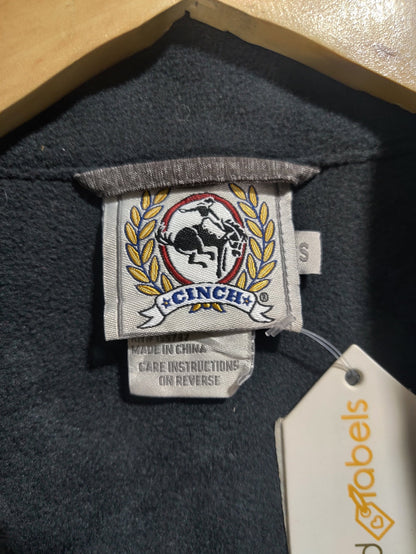 CINCH ®
S
MADE IN CHINA
CARE INSTRUCTIONS
ON REVERSE
labels